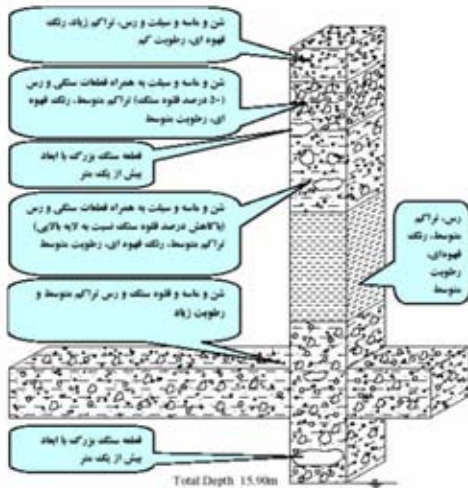 شن و ماسه و سیلت و رس، تراکم زیاد، رنگ
قهوه ای، رطوبت کم
شن و ماسه و سیلت به همراه قطعات سنگی و رس
(۵۰ درصد قلوه سنگ) تراکم متوسط، رنگ قهوه
ای، رطوبت متوسط
قطعه سنگ بزرگ با ابعاد
بیش از یک متر
شن و ماسه و سیلت به همراه قطعات سنگی و رس
(باکاهش درصد قلوه سنگ نسبت به لایه بالایی)
تراکم متوسط، رنگ قهوه ای، رطوبت متوسط
رس، تراکم
متوسط، رنگ
قهوه‌ای،
رطوبت
متوسط
شن و ماسه و قلوه سنگ و رس تراکم متوسط و
رطوبت زیاد
قطعه سنگ بزرگ با ابعاد
بیش از یک متر
Total Depth 15.90m